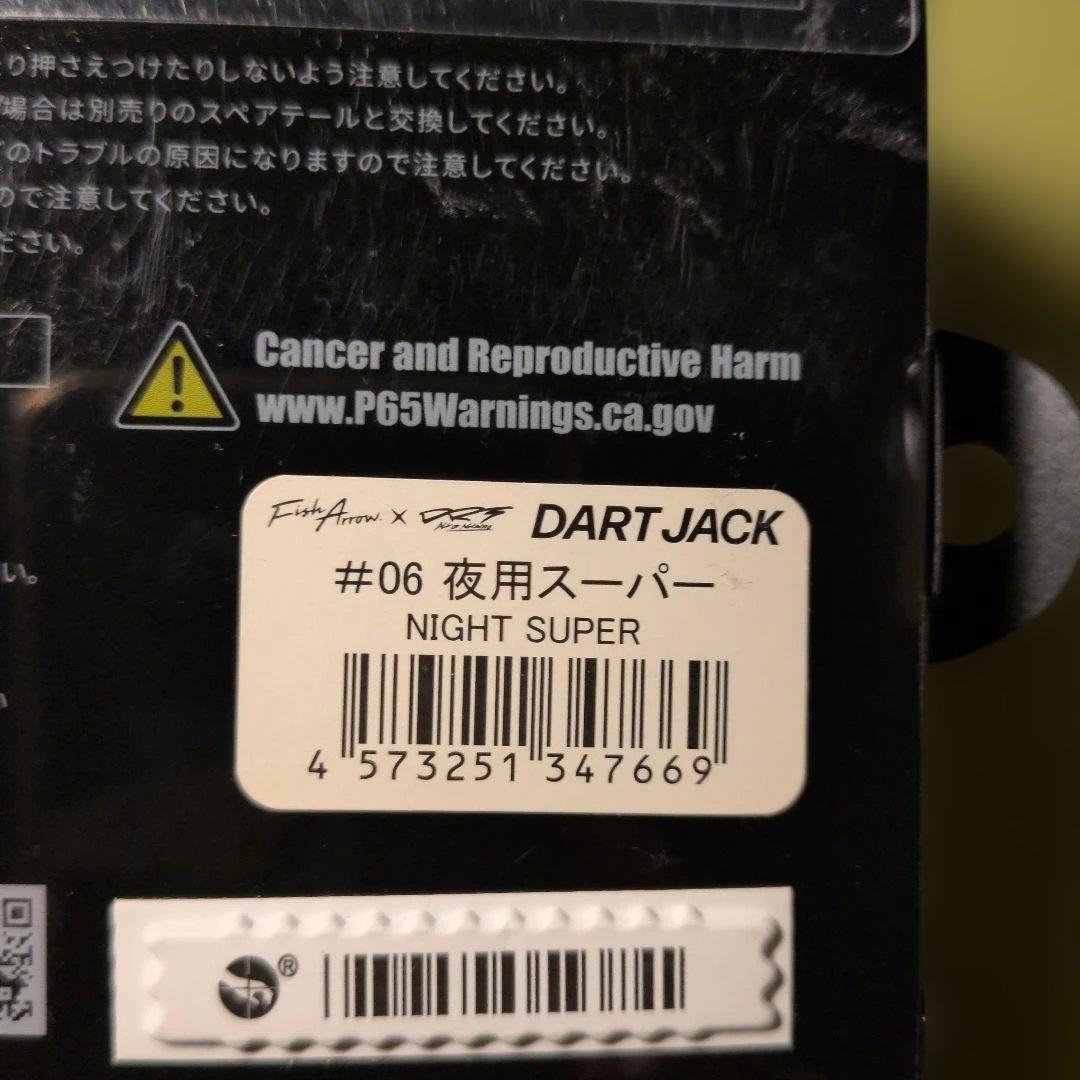 り押さえつけたりしないよう注意してください。
場合は別売りのスペアテールと交換してください。
のトラブルの原因になりますので注意してください。
ので注意してください。
ださい。
Cancer and Reproductive Harm
www.P65Warnings.ca.gov
Fish Arrow. × DRT DART JACK
#06 夜用スーパー
NIGHT SUPER
4 573251 347669
い。
®